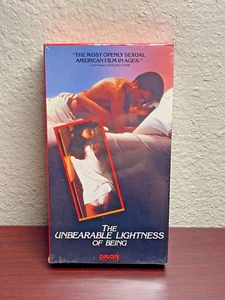 "THE MOST OPENLY SEXUAL
AMERICAN FILM IN AGES."
THE
UNBEARABLE LIGHTNESS
OF BEING
ORION